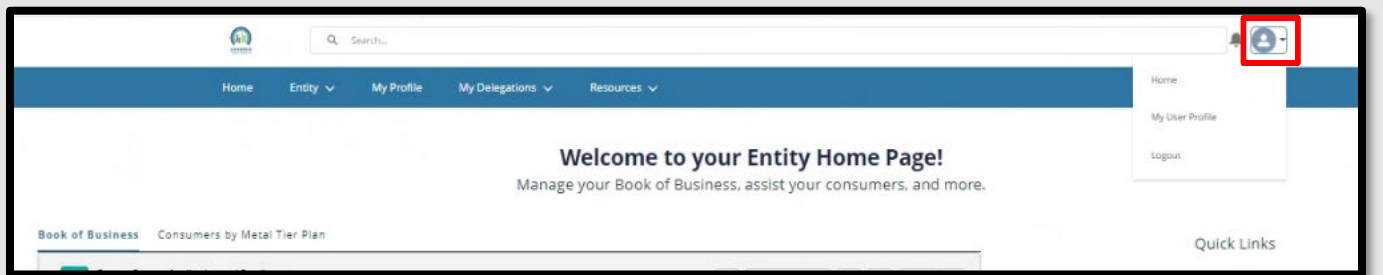 Search...
Home Entity My Profile My Delegations Resources
Home
My User Profile
Logout
Welcome to your Entity Home Page!
Manage your Book of Business, assist your consumers, and more.
Book of Business Consumers by Metal Tier Plan
Quick Links